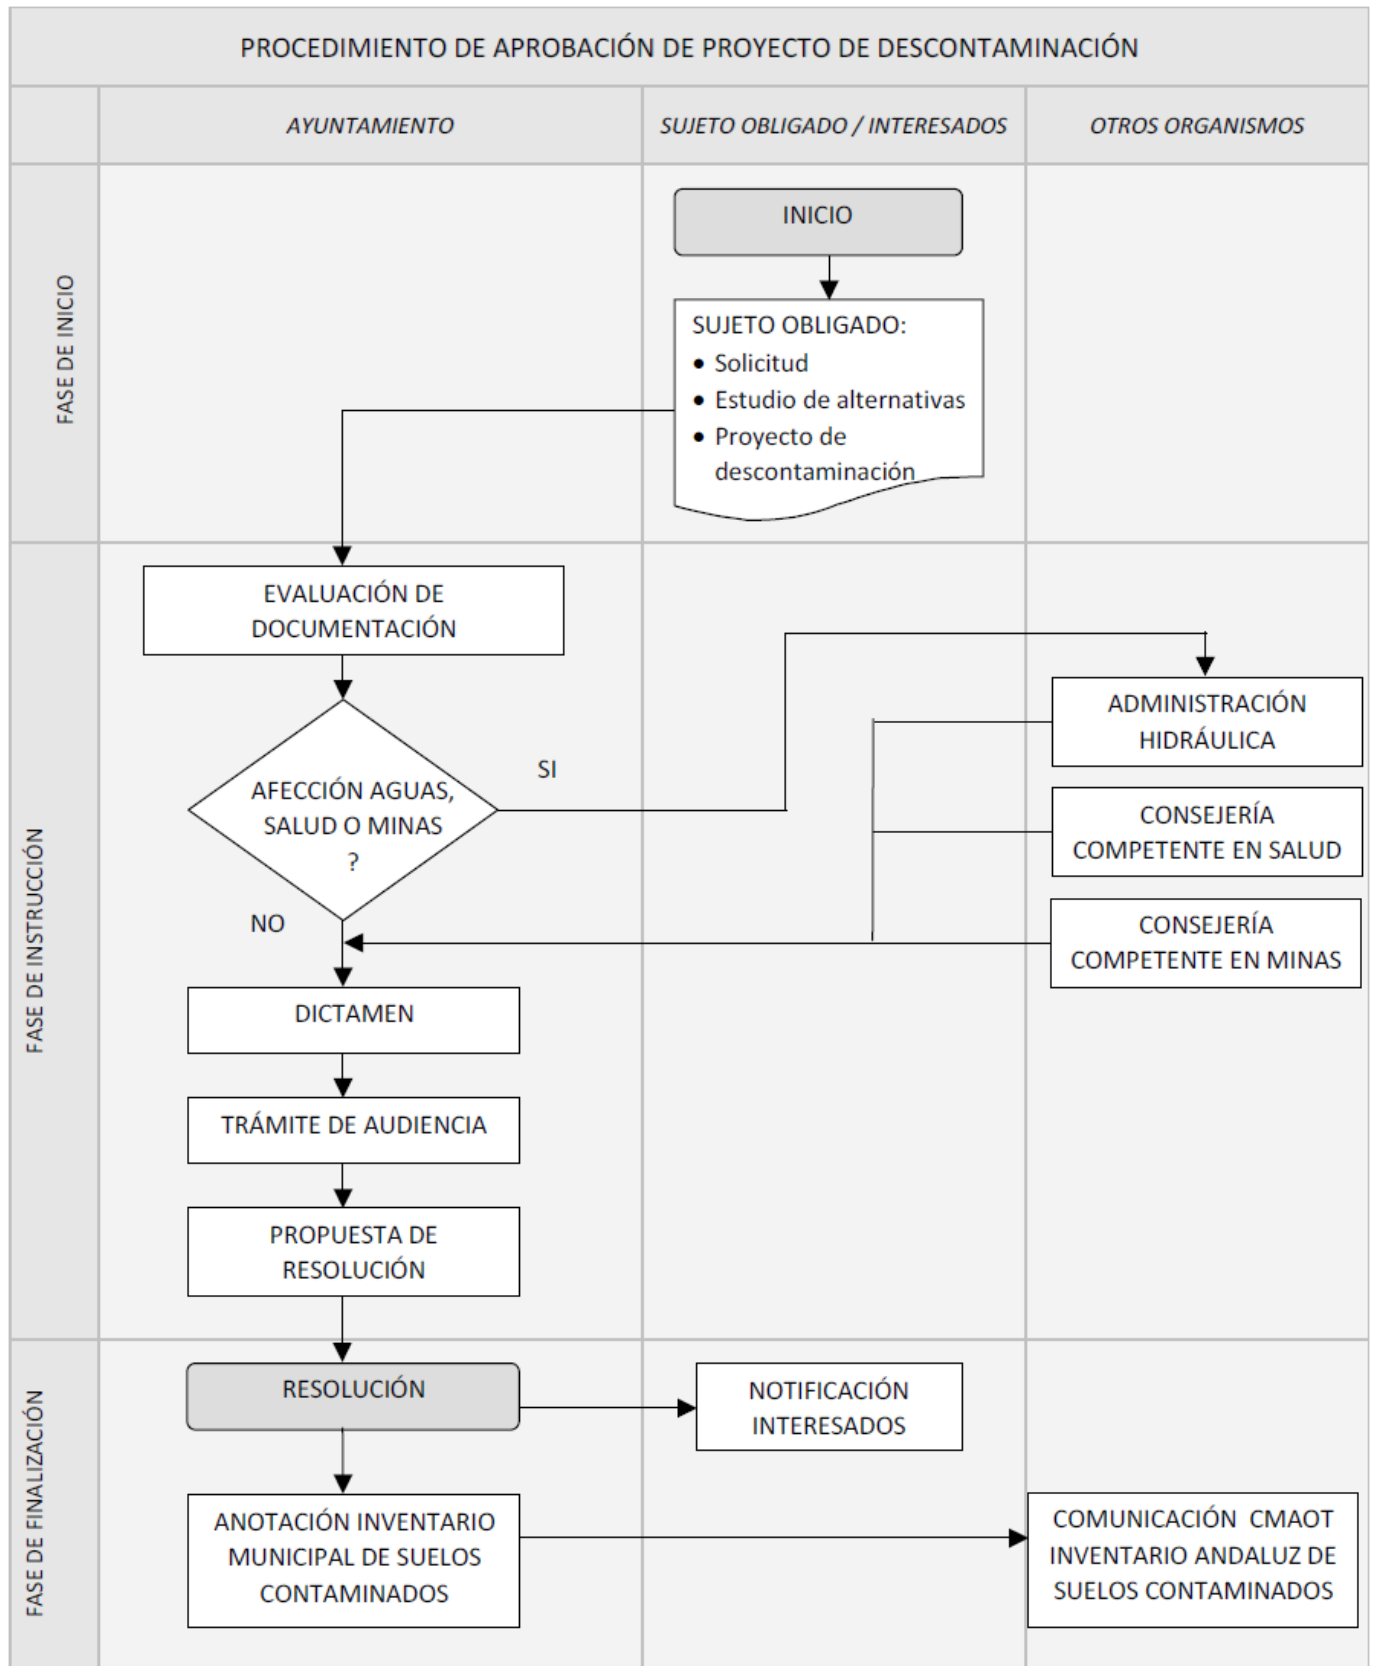 PROCEDIMIENTO DE APROBACIÓN DE PROYECTO DE DESCONTAMINACIÓN
AYUNTAMIENTO
SUJETO OBLIGADO / INTERESADOS
OTROS ORGANISMOS
FASE DE INICIO
INICIO
SUJETO OBLIGADO:
• Solicitud
• Estudio de alternativas
• Proyecto de
descontaminación
FASE DE INSTRUCCIÓN
EVALUACIÓN DE
DOCUMENTACIÓN
AFECCIÓN AGUAS,
SALUD O MINAS
?
SI
NO
ADMINISTRACIÓN
HIDRÁULICA
CONSEJERÍA
COMPETENTE EN SALUD
CONSEJERÍA
COMPETENTE EN MINAS
DICTAMEN
TRÁMITE DE AUDIENCIA
PROPUESTA DE
RESOLUCIÓN
FASE DE FINALIZACIÓN
RESOLUCIÓN
NOTIFICACIÓN
INTERESADOS
ANOTACIÓN INVENTARIO
MUNICIPAL DE SUELOS
CONTAMINADOS
COMUNICACIÓN CMAOT
INVENTARIO ANDALUZ DE
SUELOS CONTAMINADOS